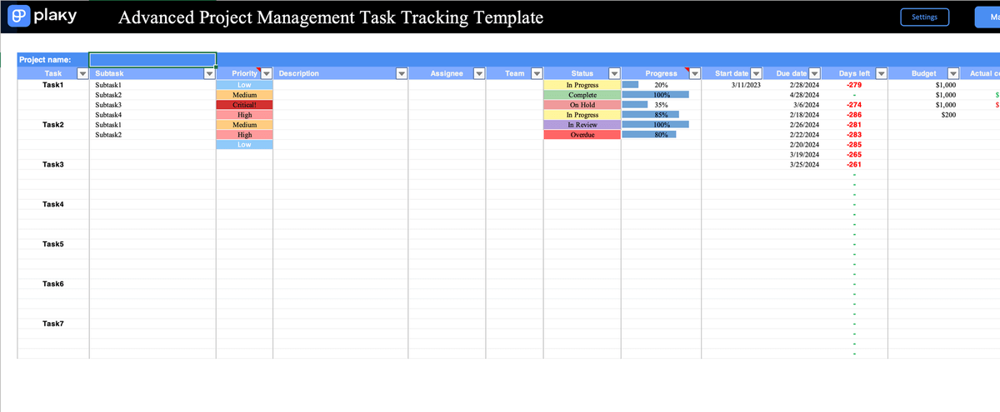 plaky Advanced Project Management Task Tracking Template Settings
Project name:
Task Subtask Priority Description Assignee Team Status Progress Start date Due date Days left Budget Actual
Task1 Subtask1 Low In Progress 20% 3/11/2023 2/28/2024 -279 $1,000
Subtask2 Medium Complete 100% 4/28/2024 - $1,000 $
Subtask3 Critical! On Hold 35% 3/6/2024 -274 $1,000 $
Subtask4 High In Progress 85% 2/18/2024 -286 $200
Task2 Subtask1 Medium In Review 100% 2/26/2024 -281
Subtask2 High Overdue 80% 2/22/2024 -283
Low 2/20/2024 -285
3/19/2024 -265
Task3 3/25/2024 -261
-
-
-
Task4 -
-
-
-
Task5 -
-
-
-
Task6 -
-
-
-
Task7 -
-
-
-